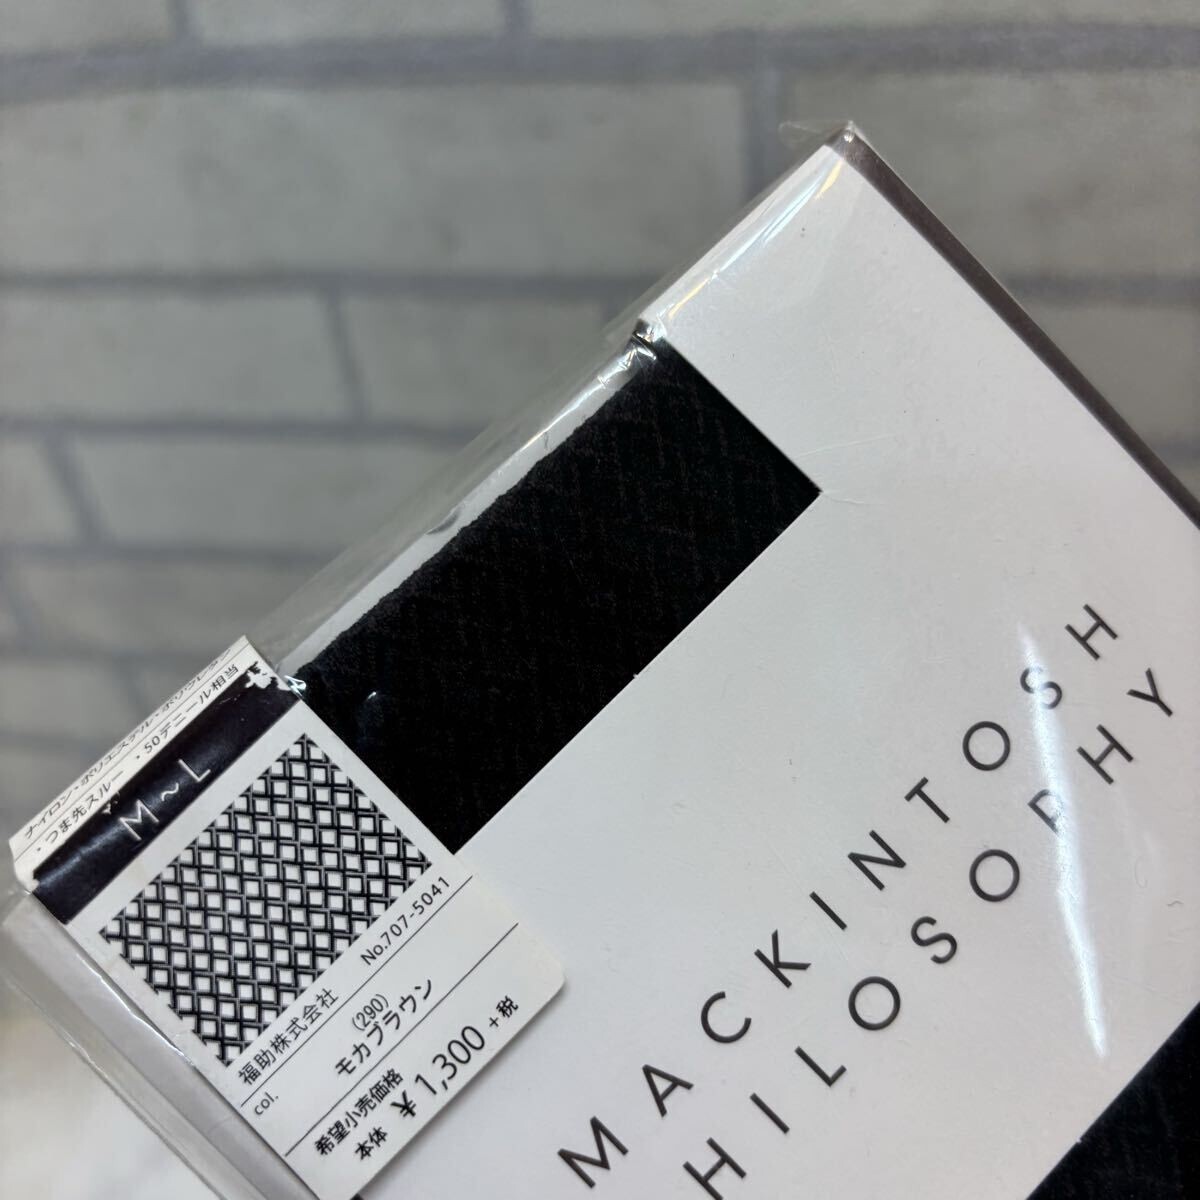 ナイロン・ポリエステル・ポリウレタン
・つま先スルー ・50デニール相当
M~L
福助株式会社 No.707-5041
col. (290)
モカブラウン
希望小売価格
本体 ¥1,300 +税
MACKINTOSH
HILOSOPHY